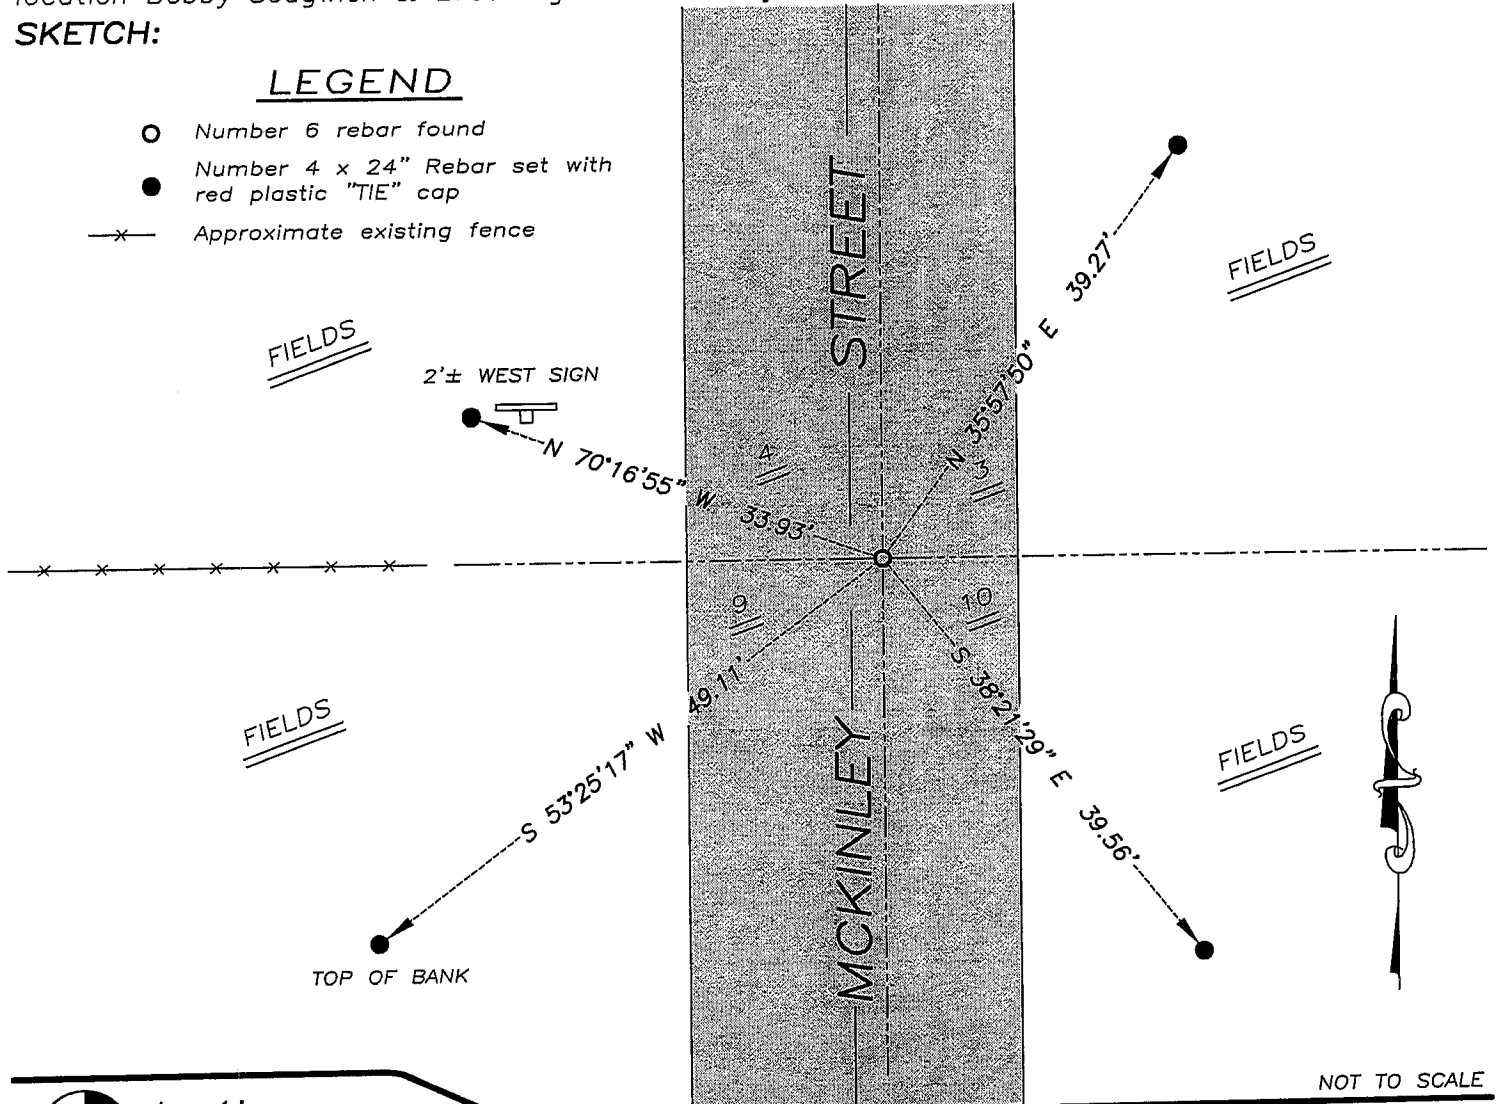 SKETCH:
LEGEND
Number 6 rebar found
Number 4 x 24" Rebar set with
red plastic "TIE" cap
Approximate existing fence
STREET
39.27'
FIELDS
FIELDS
2'± WEST SIGN
N 35°57'50" E
N 70°16'55" W 33.93'
4
3
9
10
S 53°25'17" W 49.11'
S 38°21'29" E 39.56'
FIELDS
FIELDS
MCKINLEY
TOP OF BANK
NOT TO SCALE